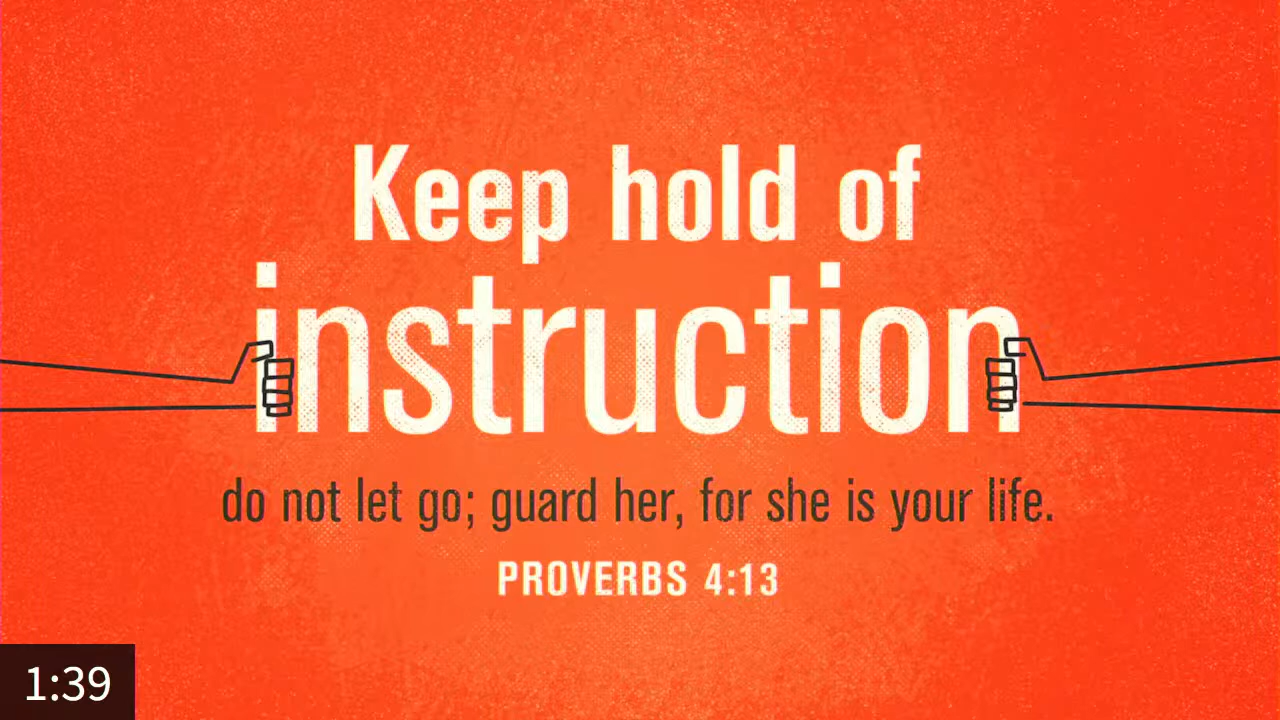 Keep hold of
instruction
do not let go; guard her, for she is your life.
PROVERBS 4:13
1:39